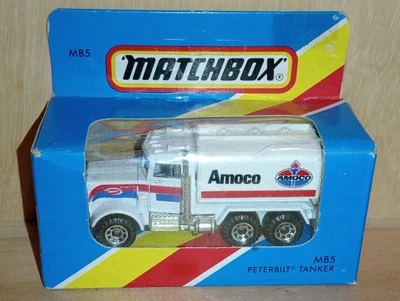 MB5
"MATCHBOX"®
Amoco
AMOCO
MB5
PETERBILT® TANKER